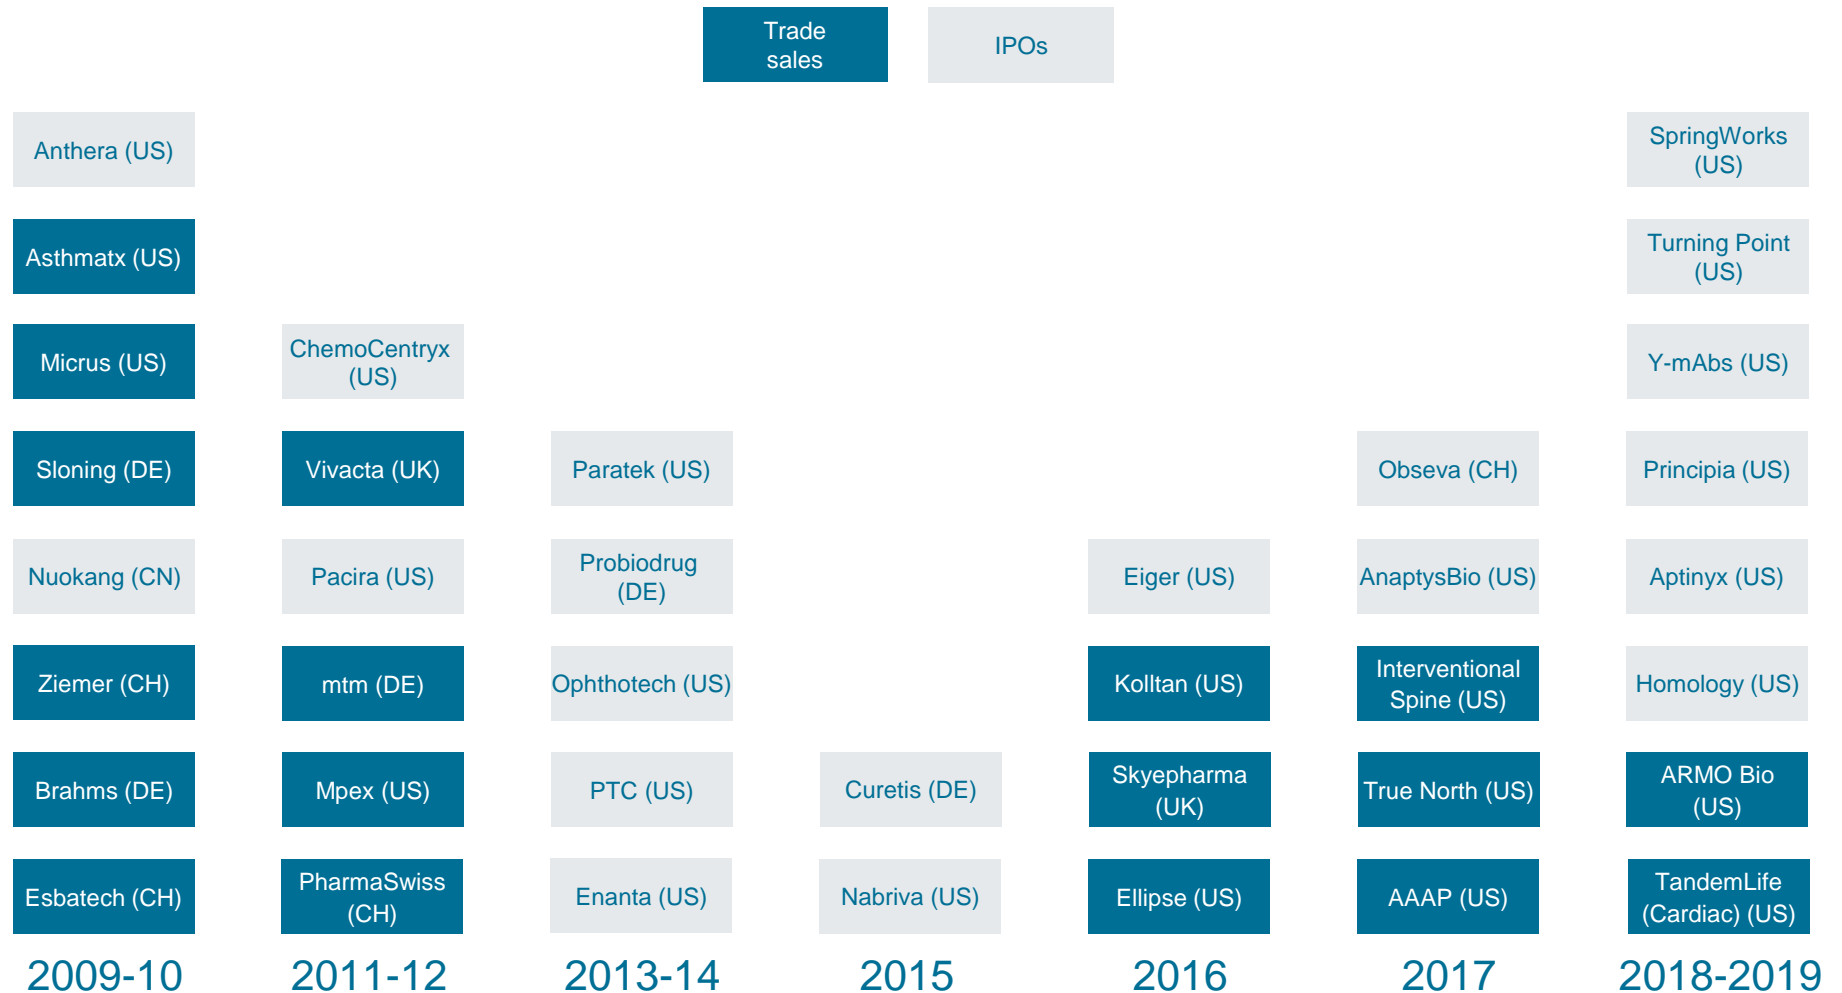 Trade
sales
IPOs
Anthera (US)
SpringWorks
(US)
Asthmatx (US)
Turning Point
(US)
Micrus (US)
ChemoCentryx
(US)
Y-mAbs (US)
Sloning (DE)
Vivacta (UK)
Paratek (US)
Obseva (CH)
Principia (US)
Nuokang (CN)
Pacira (US)
Probiodrug
(DE)
Eiger (US)
AnaptysBio (US)
Aptinyx (US)
Ziemer (CH)
mtm (DE)
Ophthotech (US)
Kolltan (US)
Interventional
Spine (US)
Homology (US)
Brahms (DE)
Mpex (US)
PTC (US)
Curetis (DE)
Skyepharma
(UK)
True North (US)
ARMO Bio
(US)
Esbatech (CH)
PharmaSwiss
(CH)
Enanta (US)
Nabriva (US)
Ellipse (US)
AAAP (US)
TandemLife
(Cardiac) (US)
2009-10
2011-12
2013-14
2015
2016
2017
2018-2019